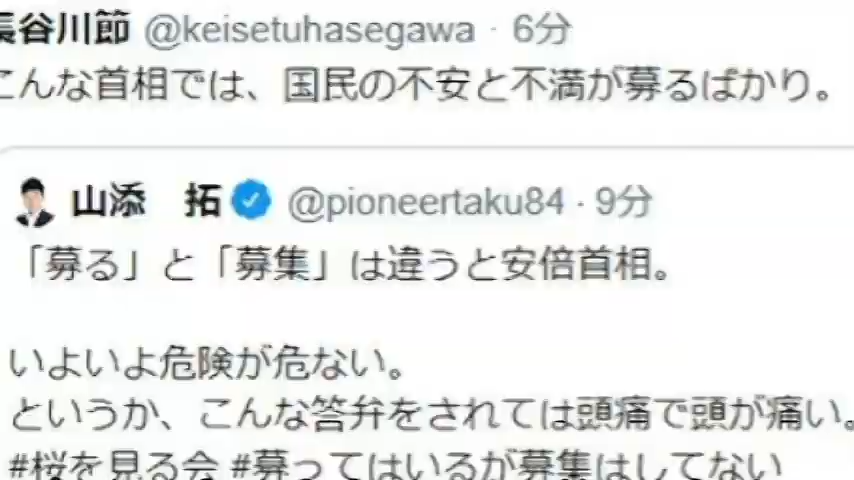 長谷川節 @keisetuhasegawa · 6分
こんな首相では、国民の不安と不満が募るばかり。
山添 拓 @pioneertaku84 · 9分
「募る」と「募集」は違うと安倍首相。
いよいよ危険が危ない。
というか、こんな答弁をされては頭痛で頭が痛い。
#桜を見る会 #募ってはいるが募集はしてない